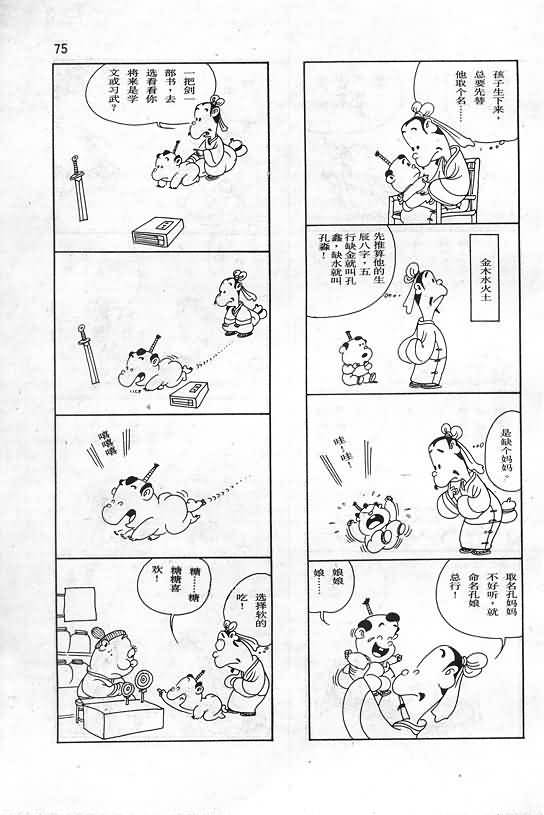 75
孩子生下来，
总要先替
他取个名……
金木水火土
先推算他的生
辰八字，五
行缺金就叫孔
鑫，缺水就叫
孔淼！
哇！哇！
是缺个妈妈。
娘娘
娘……
取名孔妈妈
不好听，就
命名孔娘
总行！
一把剑一
部书，去
选看看你
将来是学
文或习武？
嘻嘻
嘻嘻
嘻嘻
糖……糖
糖糖喜
欢！
选择软的
吃！